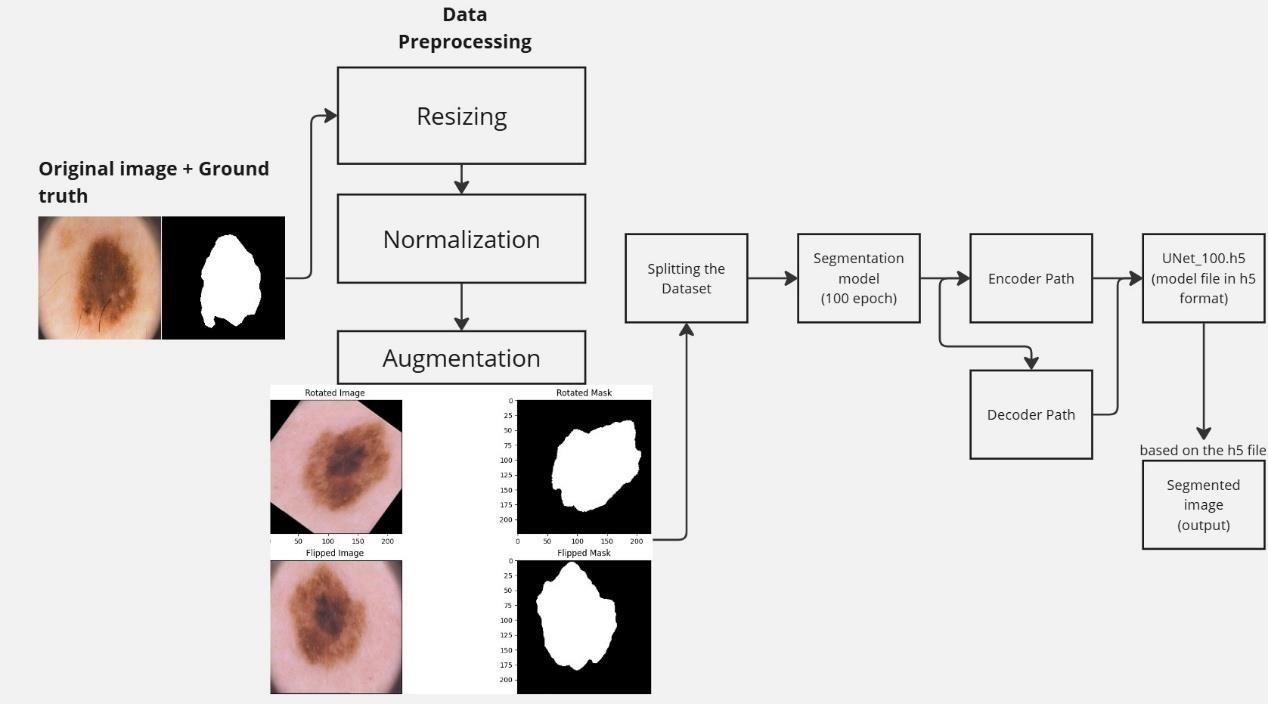 Data
Preprocessing
Resizing
Original image + Ground
truth
Normalization
Augmentation
Rotated Image
50 100 150 200
Rotated Mask
0
25
50
75
100
125
150
175
200
0 50 100 150 200
Flipped Image
Flipped Mask
0
25
50
75
100
125
150
175
200
Splitting the
Dataset
Segmentation
model
(100 epoch)
Encoder Path
Decoder Path
UNet_100.h5
(model file in h5
format)
based on the h5 file
Segmented
image
(output)